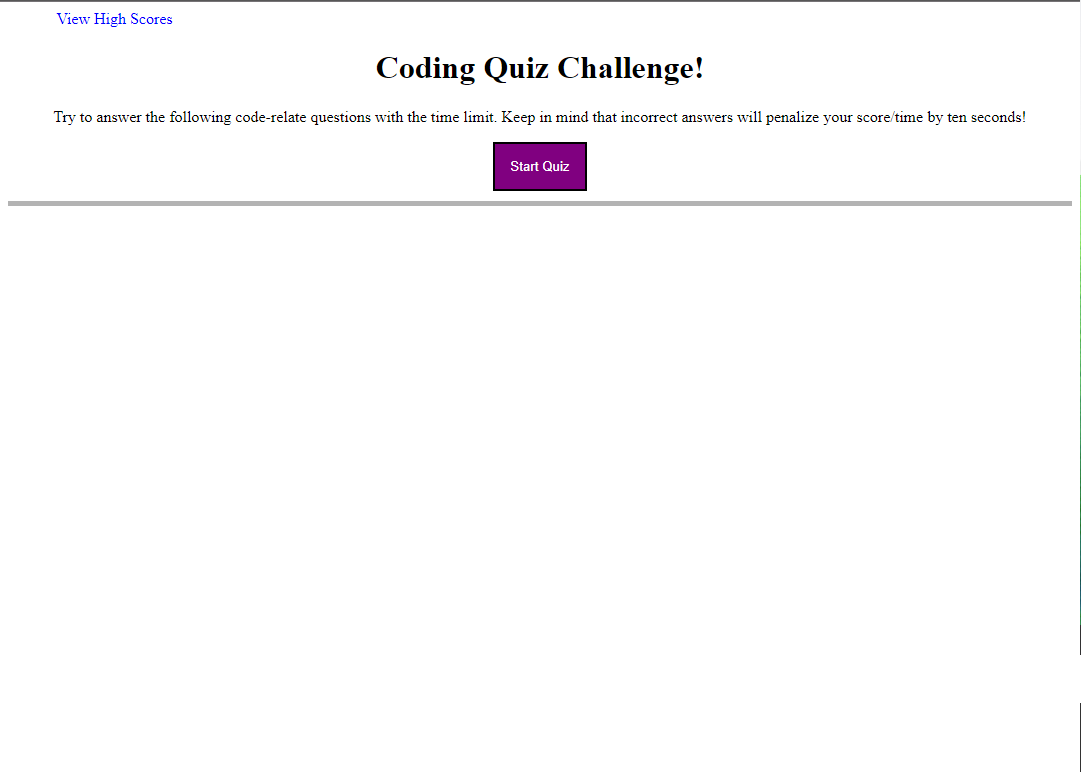 View High Scores
Coding Quiz Challenge!
Try to answer the following code-relate questions with the time limit. Keep in mind that incorrect answers will penalize your score/time by ten seconds!
Start Quiz